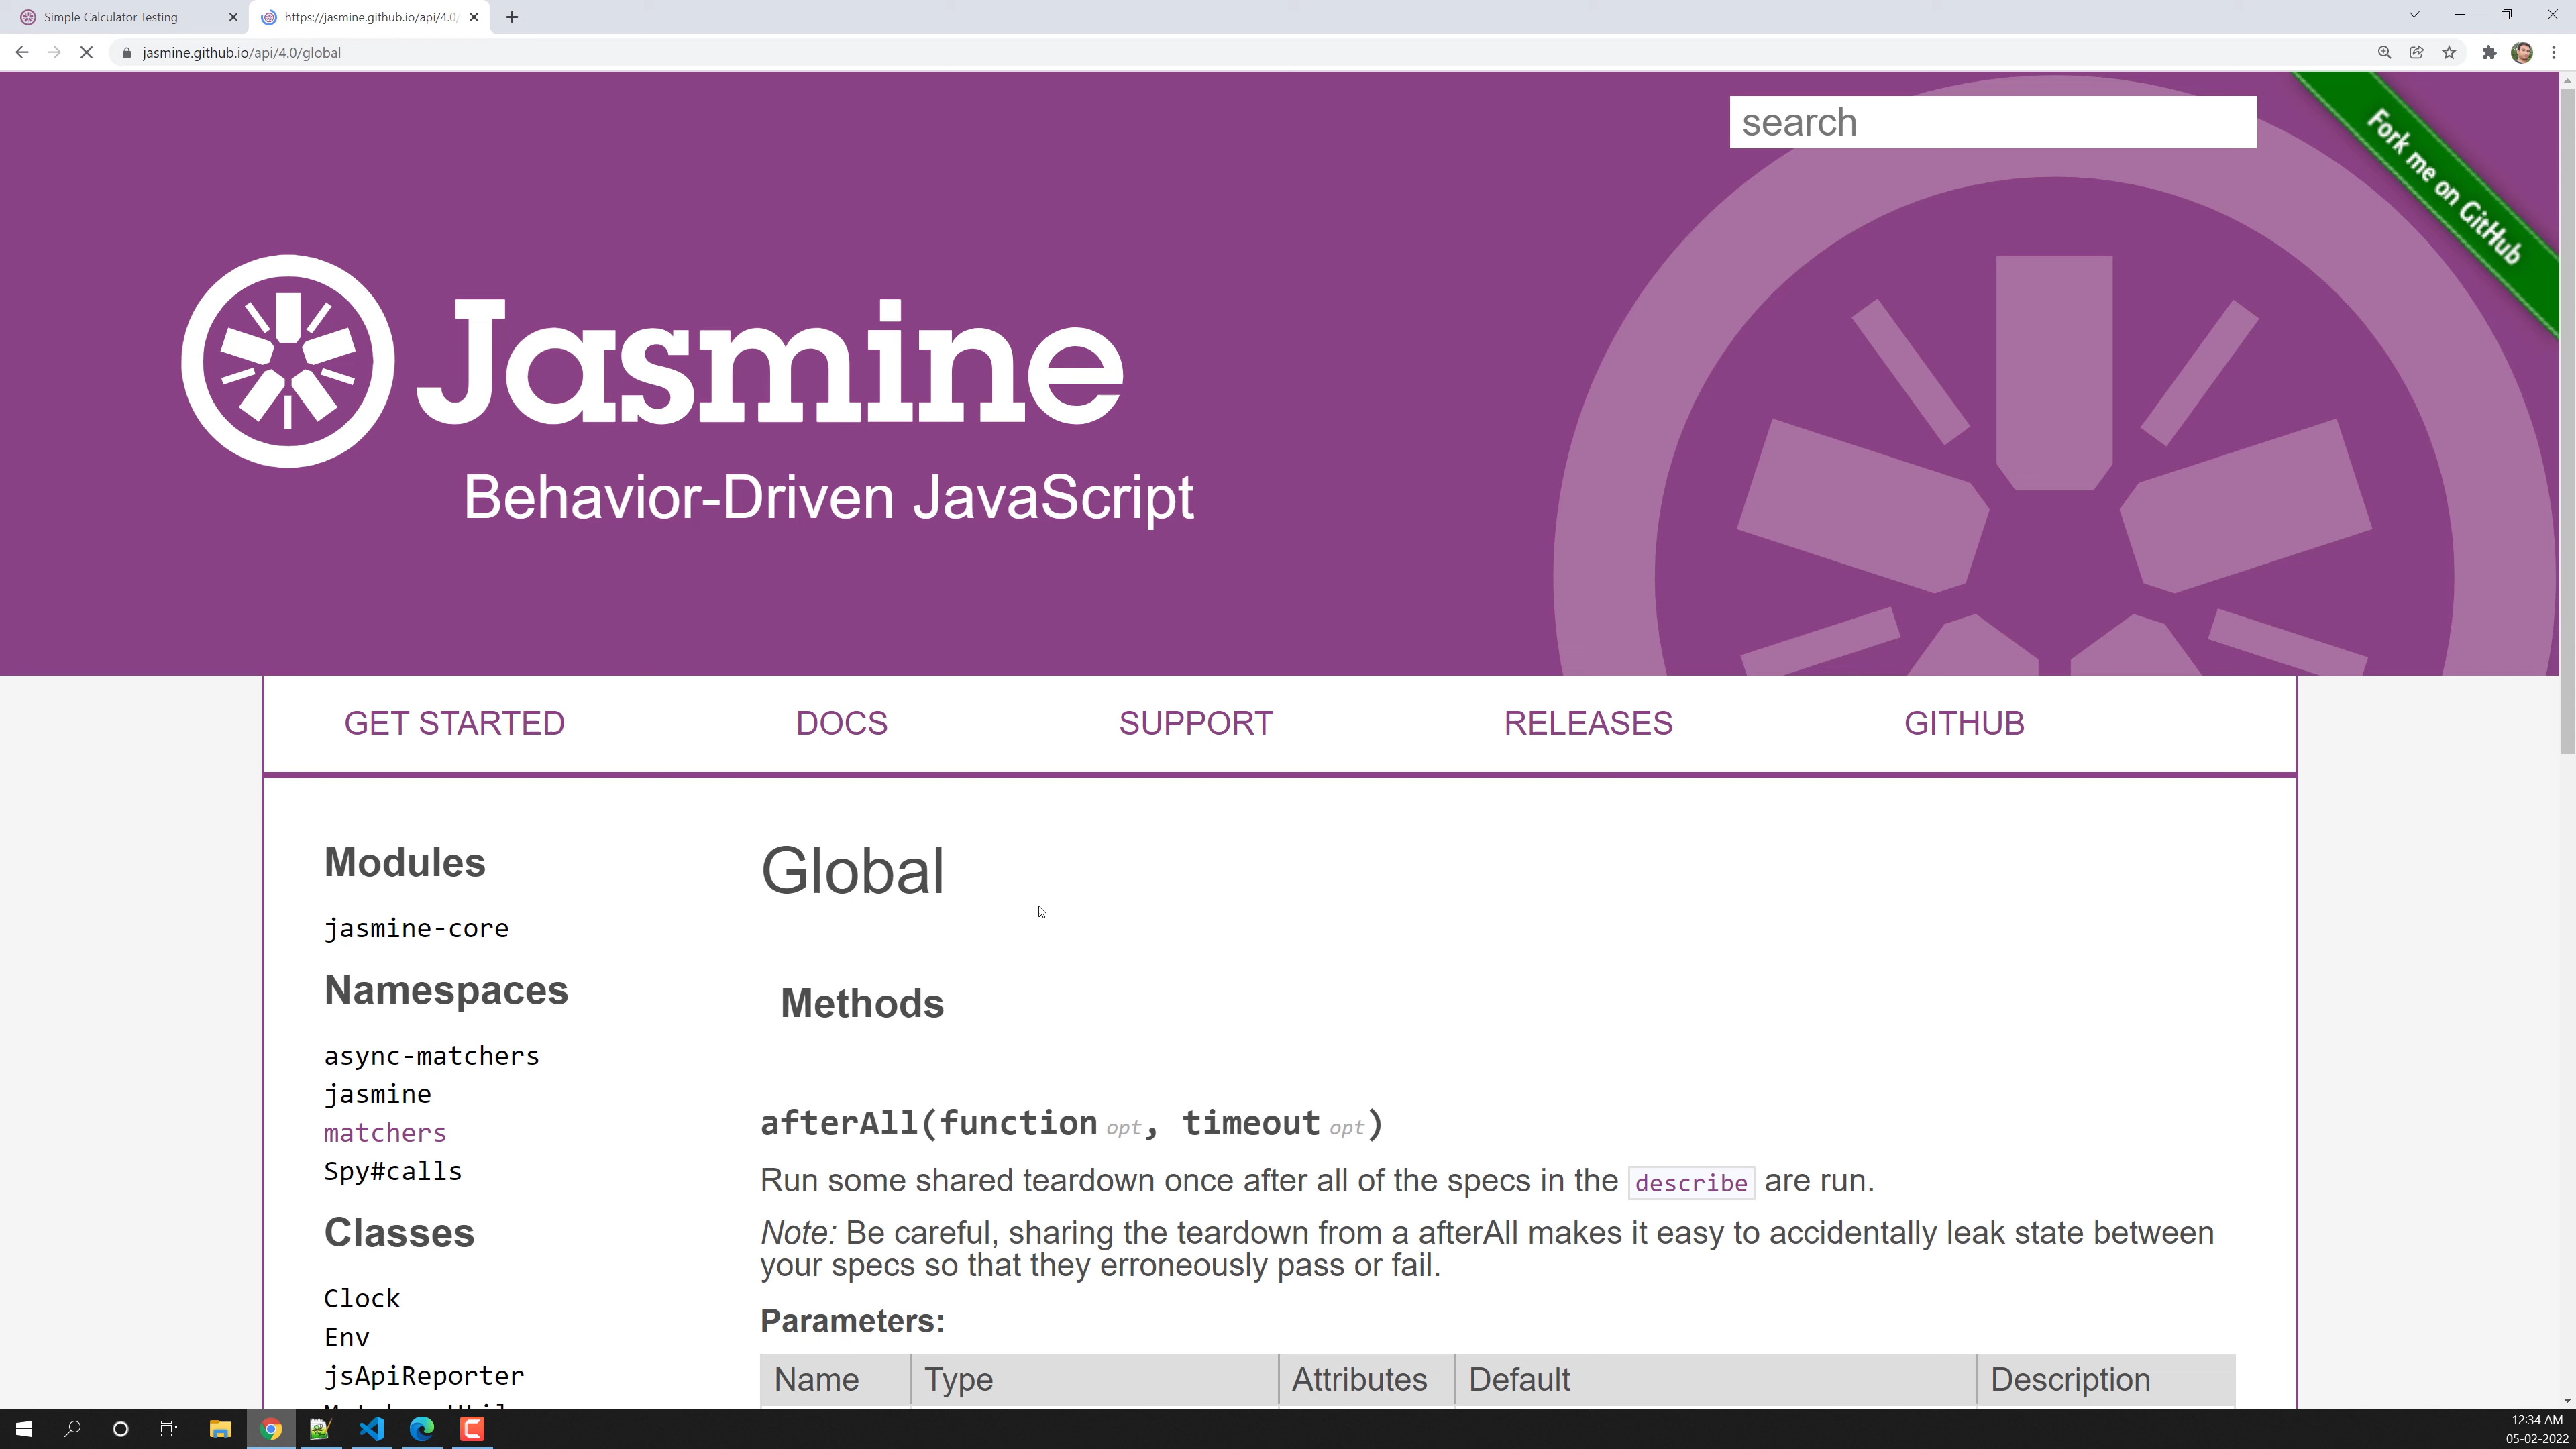 Simple Calculator Testing
https://jasmine.github.io/api/4.0/
jasmine.github.io/api/4.0/global
search
Fork me on GitHub
Jasmine
Behavior-Driven JavaScript
GET STARTED DOCS SUPPORT RELEASES GITHUB
Modules
jasmine-core
Namespaces
async-matchers
jasmine
matchers
Spy#calls
Classes
Clock
Env
jsApiReporter
Global
Methods
afterAll(function opt, timeout opt)
Run some shared teardown once after all of the specs in the describe are run.
Note: Be careful, sharing the teardown from a afterAll makes it easy to accidentally leak state between
your specs so that they erroneously pass or fail.
Parameters:
Name Type Attributes Default Description
12:34 AM
05-02-2022